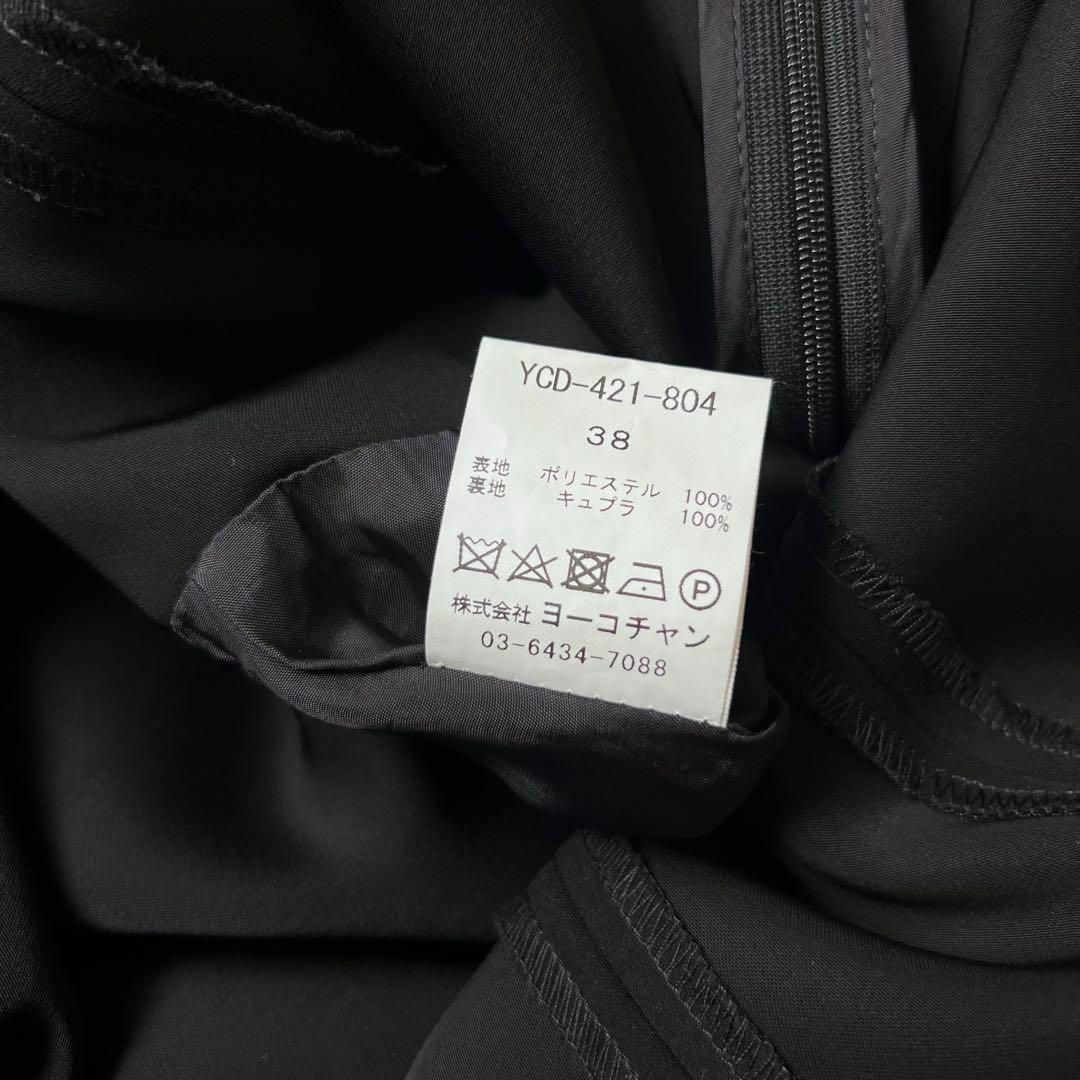 YCD-421-804
38
表地 ポリエステル 100%
裏地 キュプラ 100%
P
株式会社 ヨーコチャン
03-6434-7088